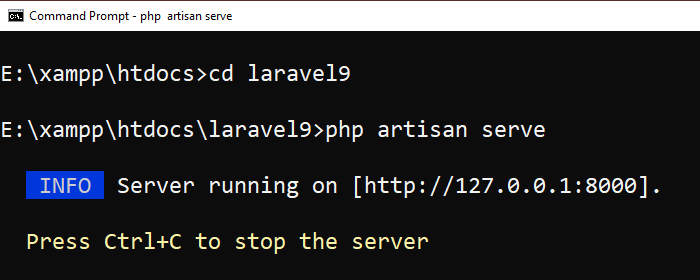 Command Prompt - php  artisan serve
E:\xampp\htdocs>cd laravel9
E:\xampp\htdocs\laravel9>php artisan serve
INFO  Server running on [http://127.0.0.1:8000].
Press Ctrl+C to stop the server